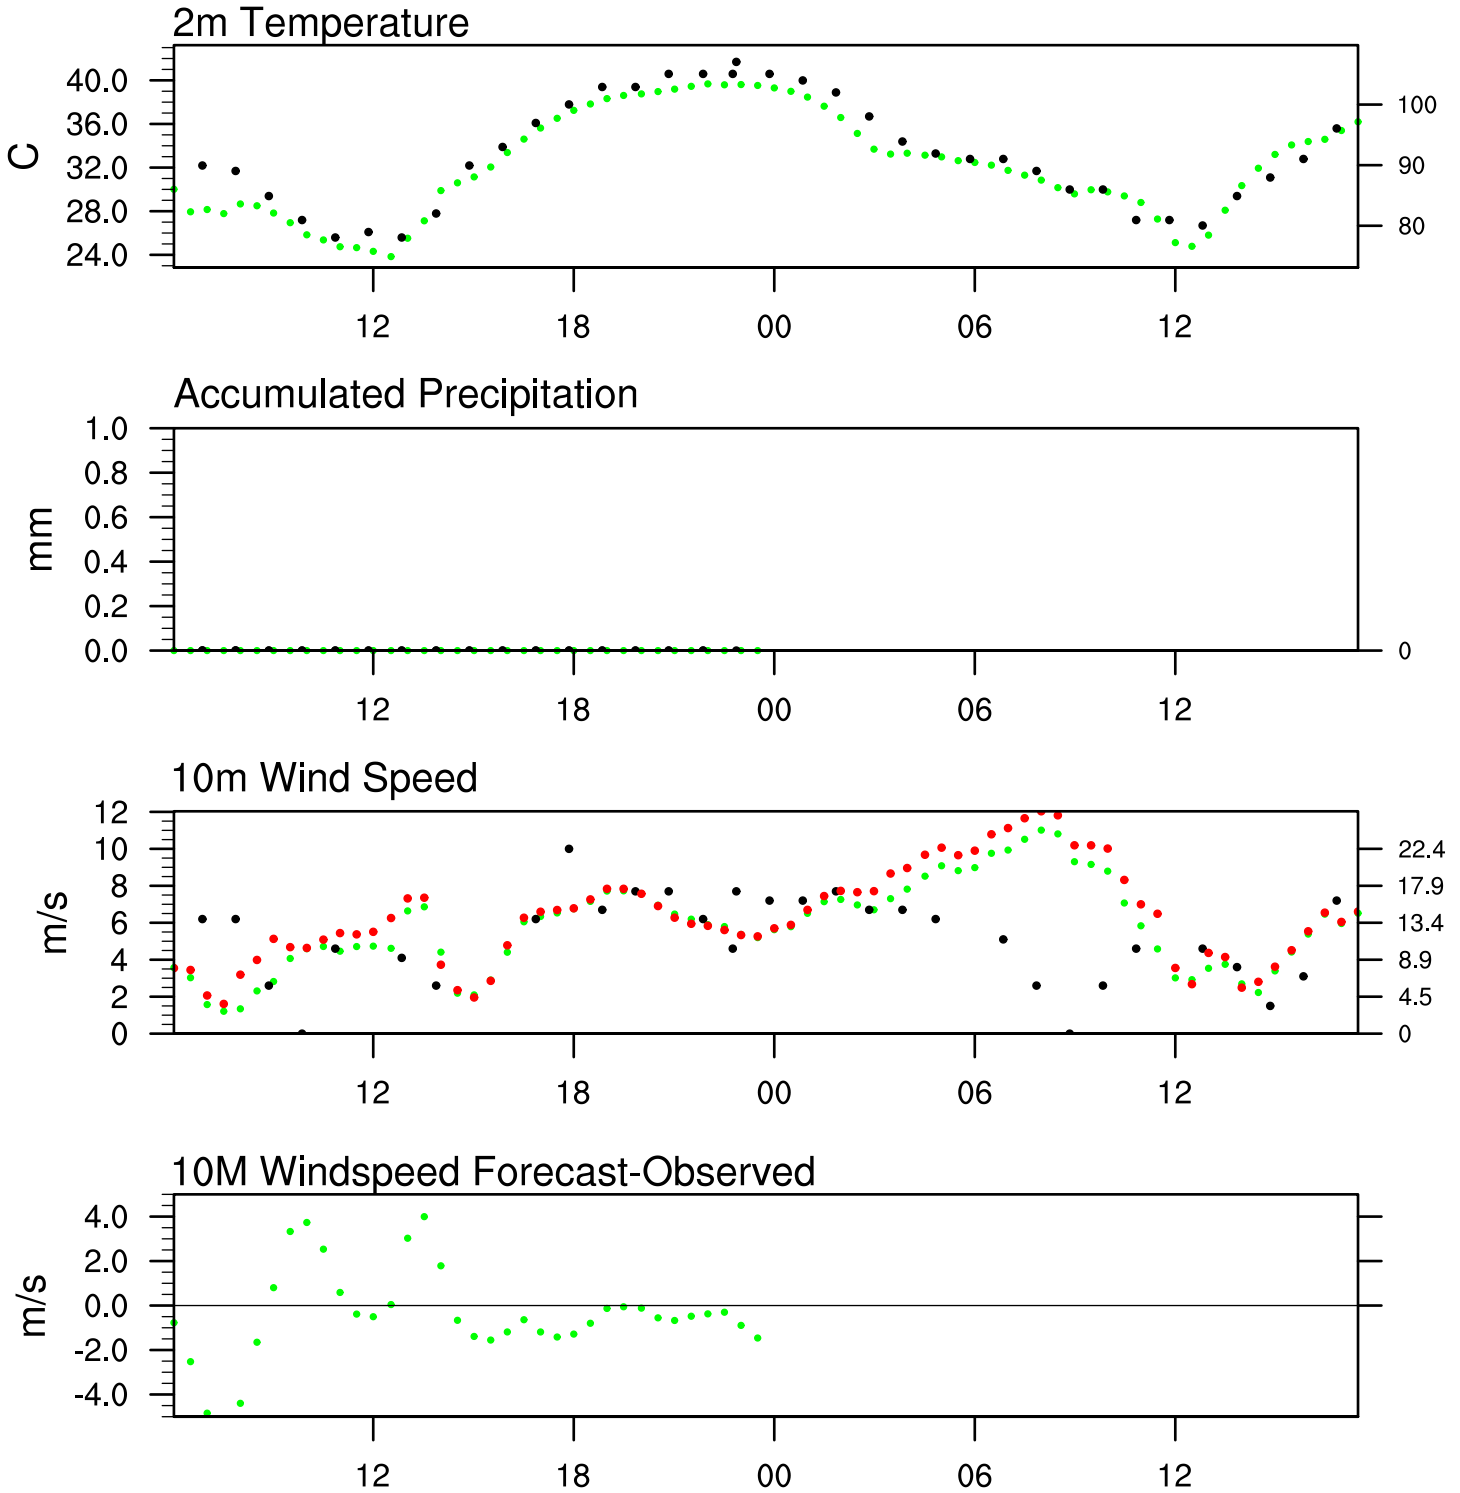 2m Temperature
40.0
36.0
32.0
28.0
24.0
C
100
90
80
12 18 00 06 12
Accumulated Precipitation
1.0
0.8
0.6
0.4
0.2
0.0
mm
0
12 18 00 06 12
10m Wind Speed
12
10
8
6
4
2
0
m/s
22.4
17.9
13.4
8.9
4.5
0
12 18 00 06 12
10M Windspeed Forecast-Observed
4.0
2.0
0.0
-2.0
-4.0
m/s
12 18 00 06 12